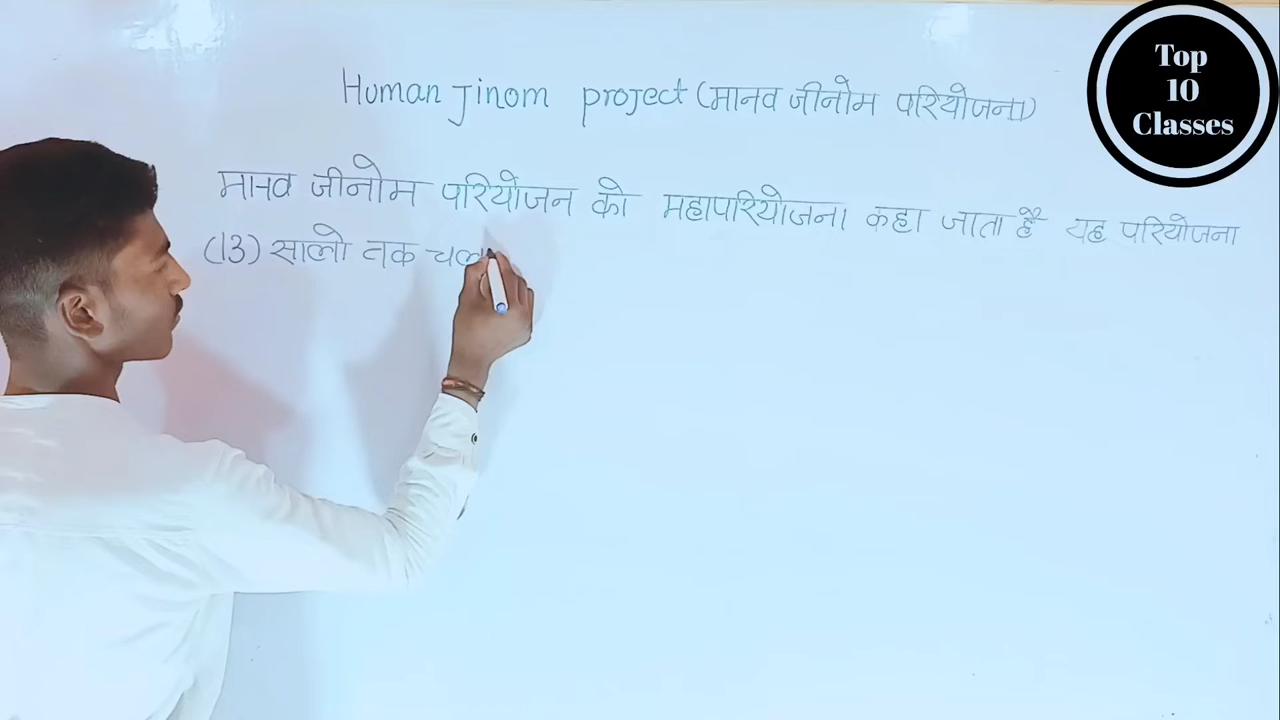 Human Jinom project (मानव जीनोम परियोजना)
मानव जीनोम परियोजन को महापरियोजना कहा जाता है यह परियोजना
(13) सालो तक चल
Top
10
Classes